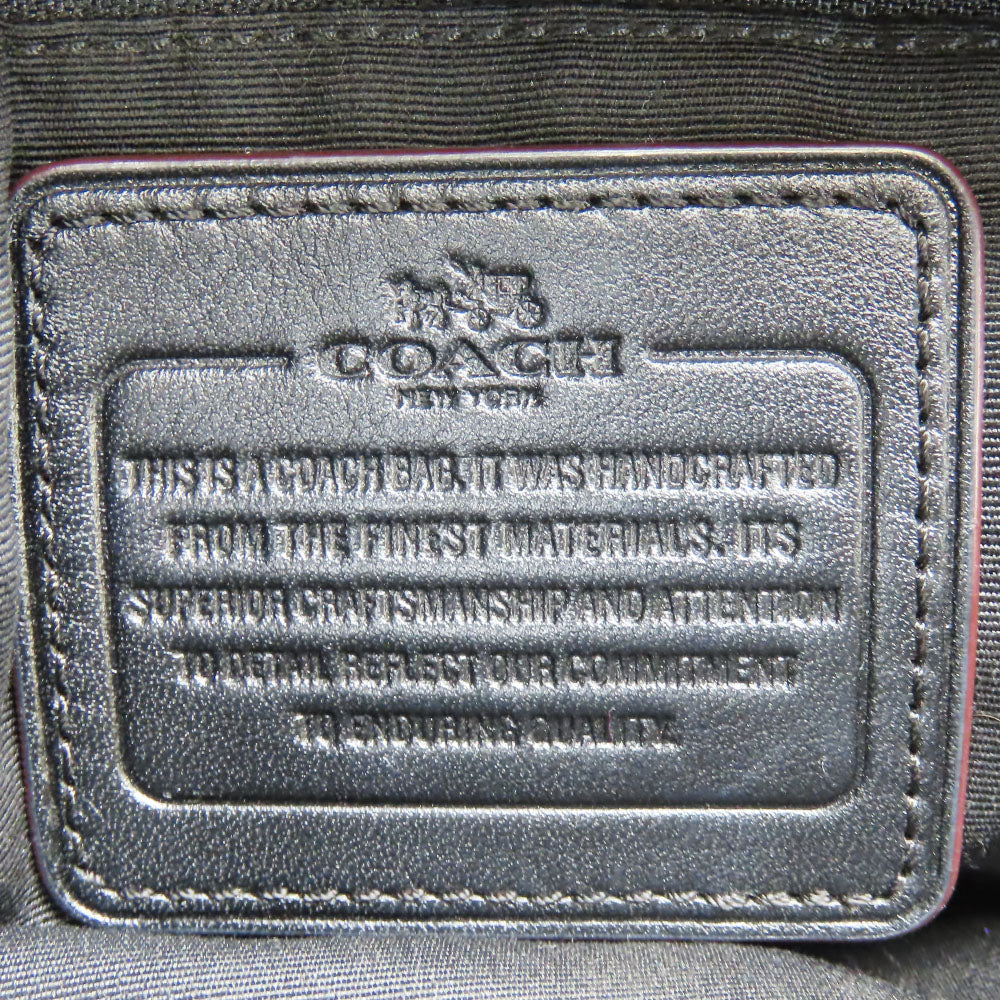 COACH
NEW YORK
THIS IS A COACH BAG. IT WAS HANDCRAFTED
FROM THE FINEST MATERIALS. ITS
SUPERIOR CRAFTSMANSHIP AND ATTENTION
TO DETAIL REFLECT OUR COMMITMENT
TO ENDURING QUALITY.